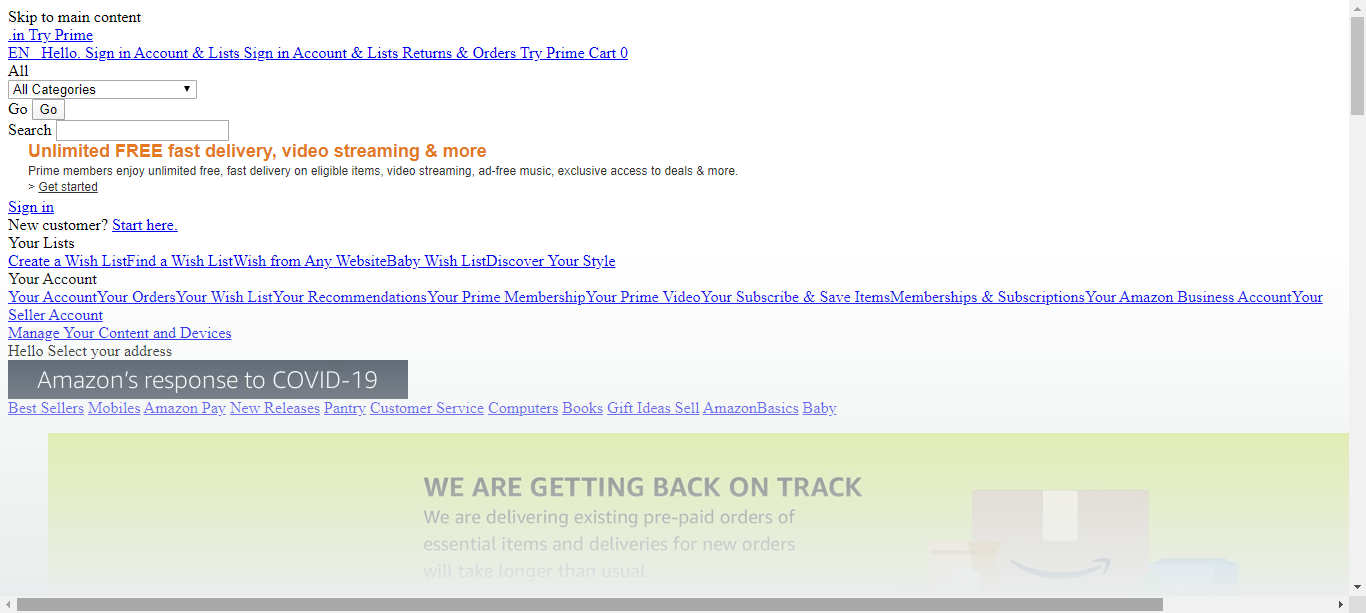 Skip to main content
.in Try Prime
EN Hello. Sign in Account & Lists Sign in Account & Lists Returns & Orders Try Prime Cart 0
All
All Categories
Go Go
Search
Unlimited FREE fast delivery, video streaming & more
Prime members enjoy unlimited free, fast delivery on eligible items, video streaming, ad-free music, exclusive access to deals & more.
> Get started
Sign in
New customer? Start here.
Your Lists
Create a Wish ListFind a Wish ListWish from Any WebsiteBaby Wish ListDiscover Your Style
Your Account
Your AccountYour OrdersYour Wish ListYour RecommendationsYour Prime MembershipYour Prime VideoYour Subscribe & Save ItemsMemberships & SubscriptionsYour Amazon Business AccountYour
Seller Account
Manage Your Content and Devices
Hello Select your address
Amazon's response to COVID-19
Best Sellers Mobiles Amazon Pay New Releases Pantry Customer Service Computers Books Gift Ideas Sell AmazonBasics Baby
WE ARE GETTING BACK ON TRACK
We are delivering existing pre-paid orders of
essential items and deliveries for new orders
will take longer than usual.